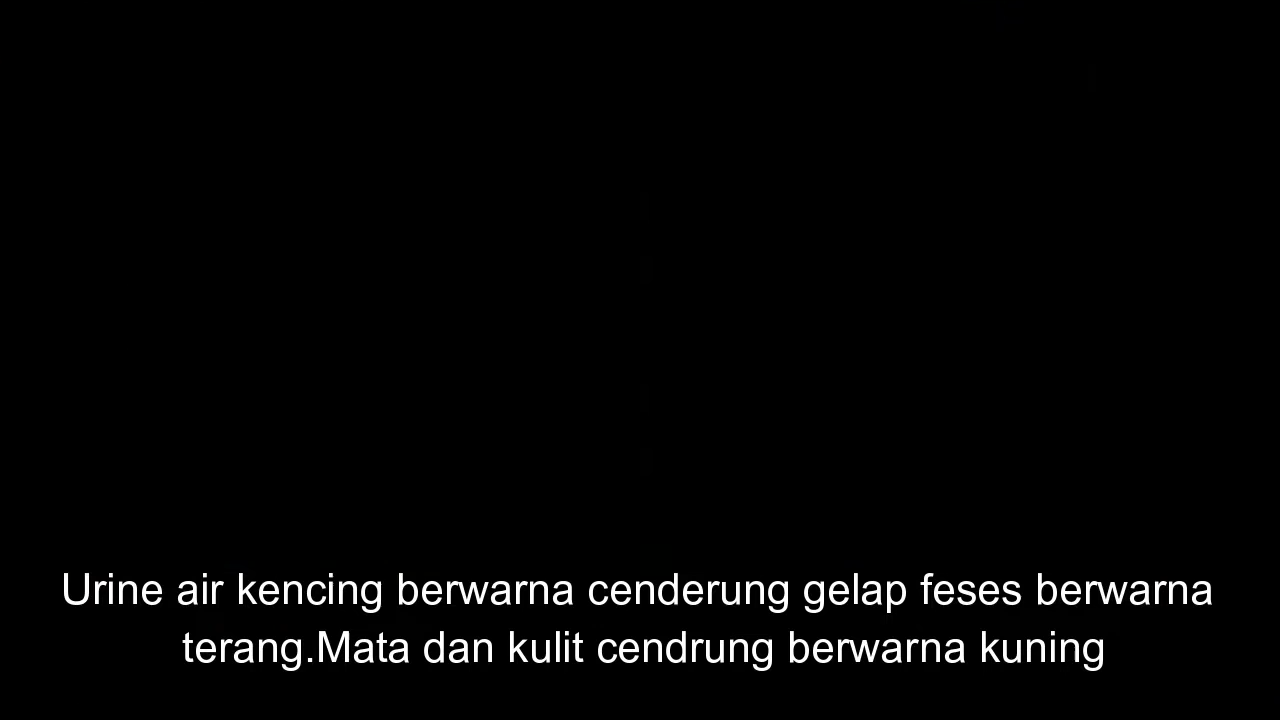 Urine air kencing berwarna cenderung gelap feses berwarna
terang.Mata dan kulit cendrung berwarna kuning